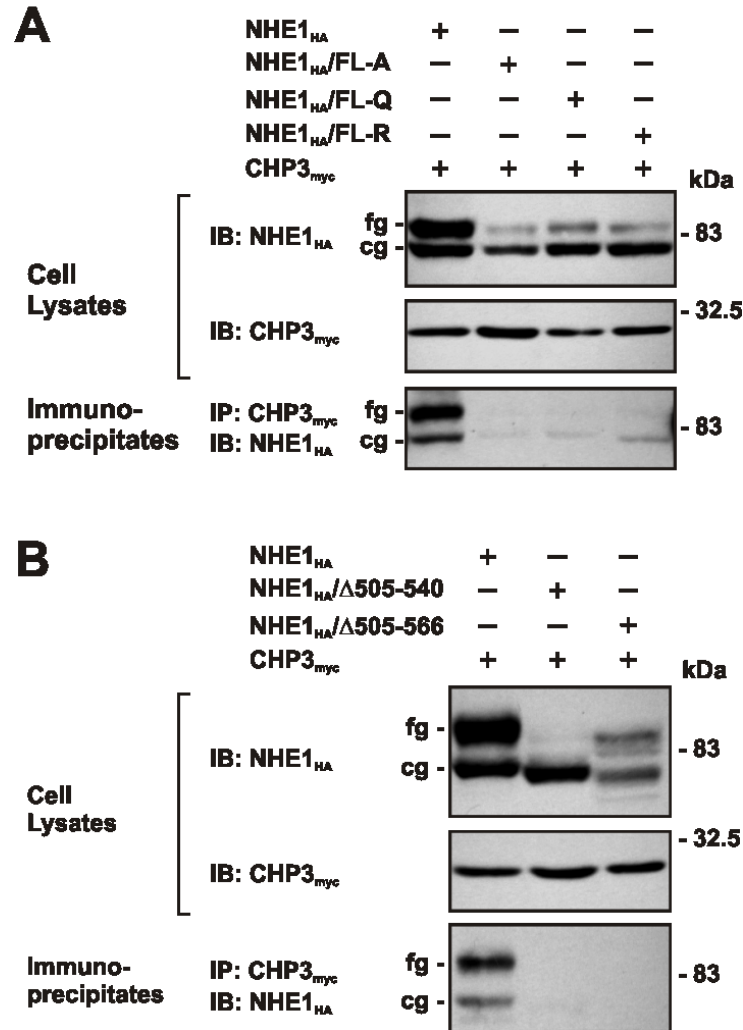 A
NHE1HA + – – –
NHE1HA/FL-A – + – –
NHE1HA/FL-Q – – + –
NHE1HA/FL-R – – – +
CHP3myc + + + +
kDa
Cell
Lysates
IB: NHE1HA
fg -
cg -
- 83
IB: CHP3myc
- 32.5
Immuno-
precipitates
IP: CHP3myc
IB: NHE1HA
fg -
cg -
- 83
B
NHE1HA + – –
NHE1HA/Δ505-540 – + –
NHE1HA/Δ505-566 – – +
CHP3myc + + +
kDa
Cell
Lysates
IB: NHE1HA
fg -
cg -
- 83
IB: CHP3myc
- 32.5
Immuno-
precipitates
IP: CHP3myc
IB: NHE1HA
fg -
cg -
- 83